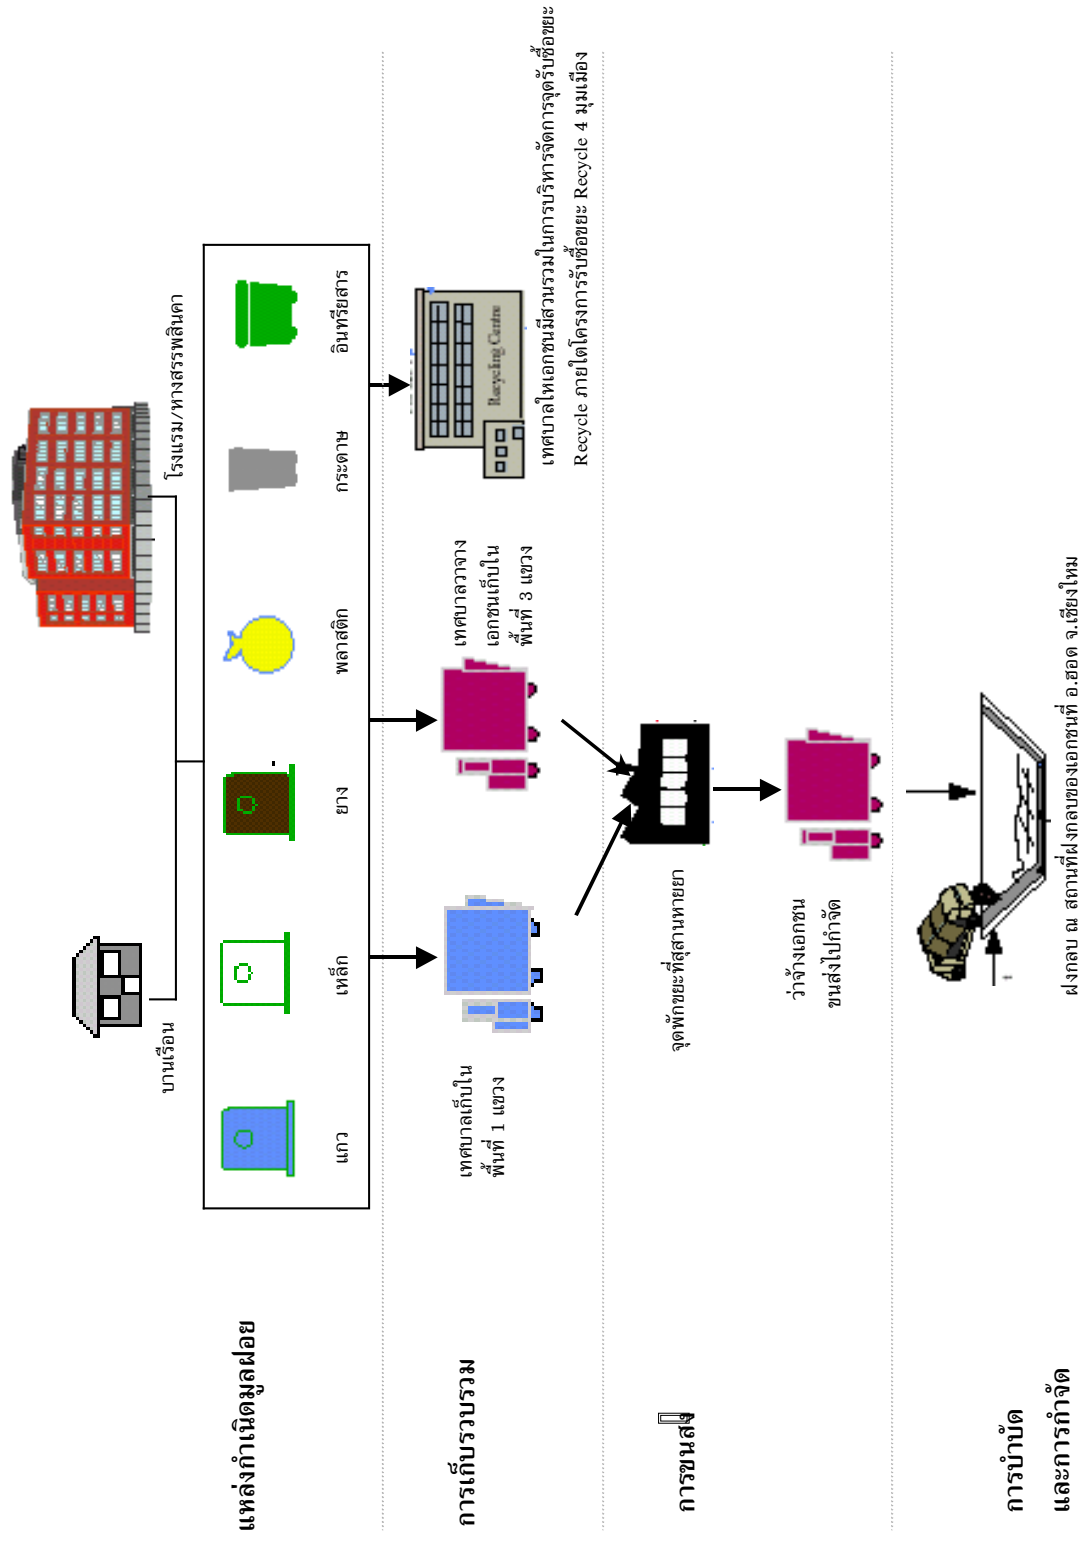 โรงแรม/หางสรรพสินคา
บานเรือน
แหล่งกำเนิดมูลฝอย
แกว
เหล็ก
ยาง
พลาสติก
กระดาษ
อินทรียสาร
การเก็บรวบรวม
เทศบาลเก็บใน
พื้นที่ 1 แขวง
เทศบาลวาจาง
เอกชนเก็บใน
พื้นที่ 3 แขวง
Recycling Centre
เทศบาลใหเอกชนมีสวนรวมในการบริหารจัดการจุดรับซื้อขยะ
Recycle ภายใตโครงการรับซื้อขยะ Recycle 4 มุมเมือง
การขนสง
จุดพักขยะที่สุสานหายยา
ว่าจ้างเอกชน
ขนส่งไปกำจัด
การบำบัด
และการกำจัด
ฝงกลบ ณ สถานที่ฝงกลบของเอกชนที่ อ.ฮอด จ.เชียงใหม